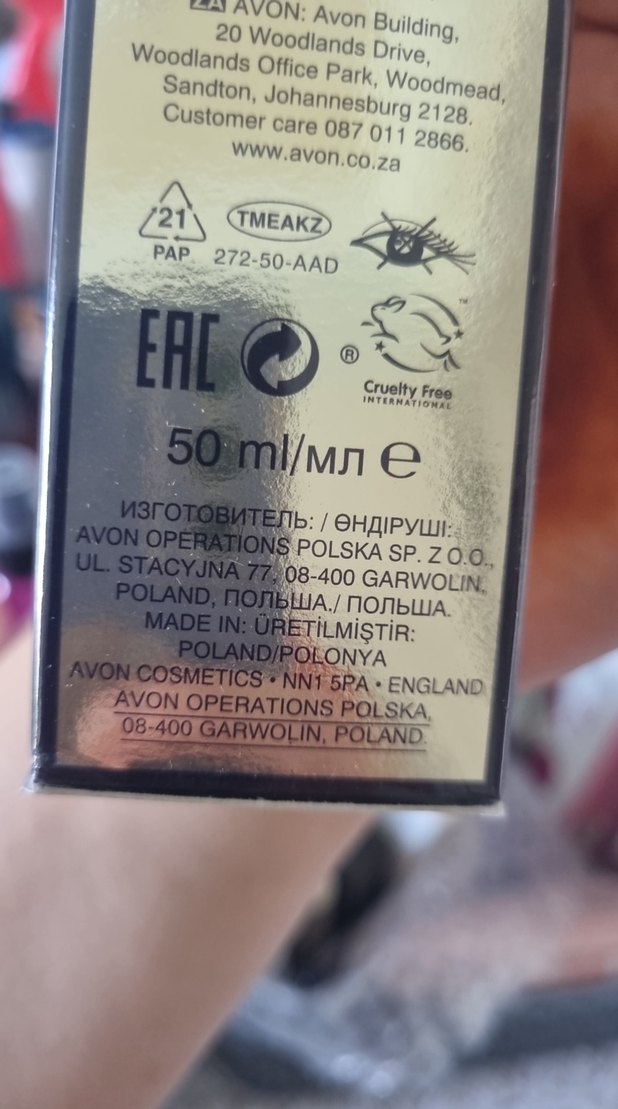 ZA AVON: Avon Building,
20 Woodlands Drive,
Woodlands Office Park, Woodmead,
Sandton, Johannesburg 2128.
Customer care 087 011 2866.
www.avon.co.za
21
PAP
TMEAKZ
272-50-AAD
EAC
®
™
Cruelty Free
INTERNATIONAL
50 ml/мл e
ИЗГОТОВИТЕЛЬ: / ӨНДІРУШІ:
AVON OPERATIONS POLSKA SP. Z O.O.,
UL. STACYJNA 77, 08-400 GARWOLIN,
POLAND, ПОЛЬША./ ПОЛЬША.
MADE IN: ÜRETİLMİŞTİR:
POLAND/POLONYA
AVON COSMETICS • NN1 5PA • ENGLAND
AVON OPERATIONS POLSKA,
08-400 GARWOLIN, POLAND.